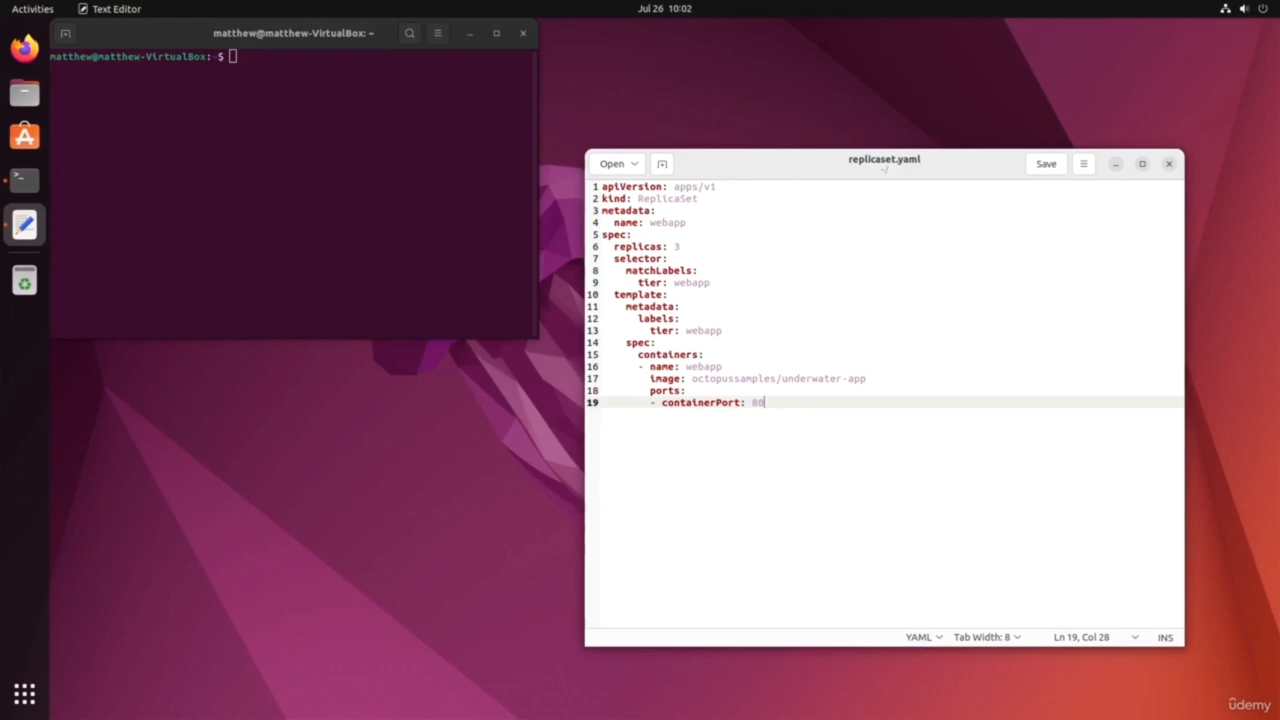 Activities
Text Editor
Jul 26 10:02
matthew@matthew-VirtualBox: ~
matthew@matthew-VirtualBox:~$
Open
replicaset.yaml
~/
Save
1 apiVersion: apps/v1
2 kind: ReplicaSet
3 metadata:
4   name: webapp
5 spec:
6   replicas: 3
7   selector:
8     matchLabels:
9       tier: webapp
10   template:
11     metadata:
12       labels:
13         tier: webapp
14     spec:
15       containers:
16       - name: webapp
17         image: octopussamples/underwater-app
18         ports:
19         - containerPort: 80
YAML
Tab Width: 8
Ln 19, Col 28
INS
udemy